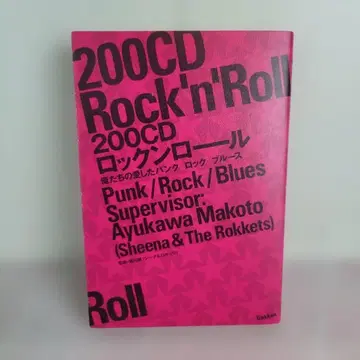 200CD
Rock'n'Roll
200CD
ロックンロール
俺たちの愛したパンク ロック ブルース
Punk/Rock/Blues
Supervisor:
Ayukawa Makoto
(Sheena & The Rokkets)
Roll